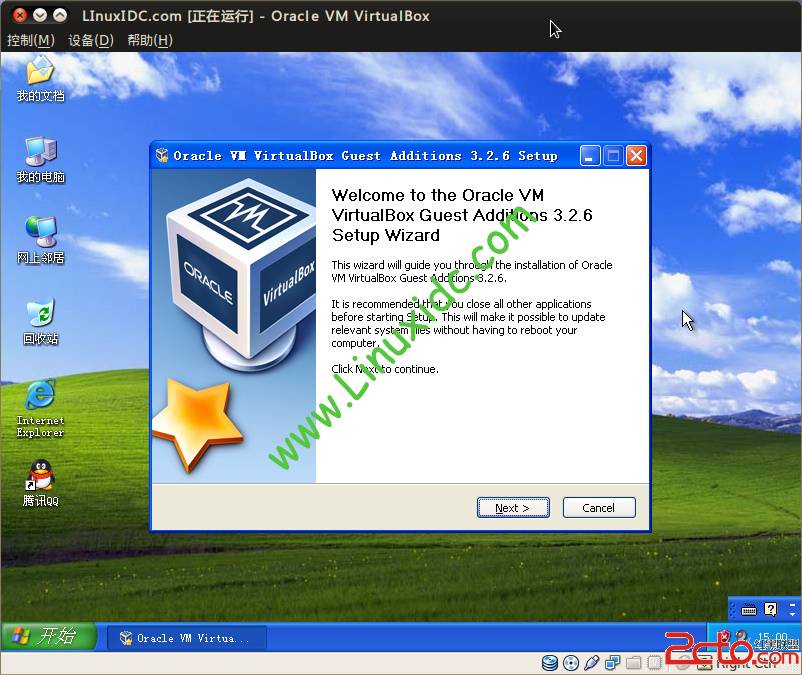 LInuxIDC.com [正在运行] - Oracle VM VirtualBox
控制(M) 设备(D) 帮助(H)
我的文档
我的电脑
网上邻居
回收站
Internet
Explorer
腾讯QQ
Oracle VM VirtualBox Guest Additions 3.2.6 Setup
ORACLE
VirtualBox
Welcome to the Oracle VM
VirtualBox Guest Additions 3.2.6
Setup Wizard
This wizard will guide you through the installation of Oracle
VM VirtualBox Guest Additions 3.2.6.
It is recommended that you close all other applications
before starting Setup. This will make it possible to update
relevant system files without having to reboot your
computer.
Click Next to continue.
www.Linuxidc.com
Next >
Cancel
开始
Oracle VM Virtua...
15:00
Right Ctrl
2cto.com